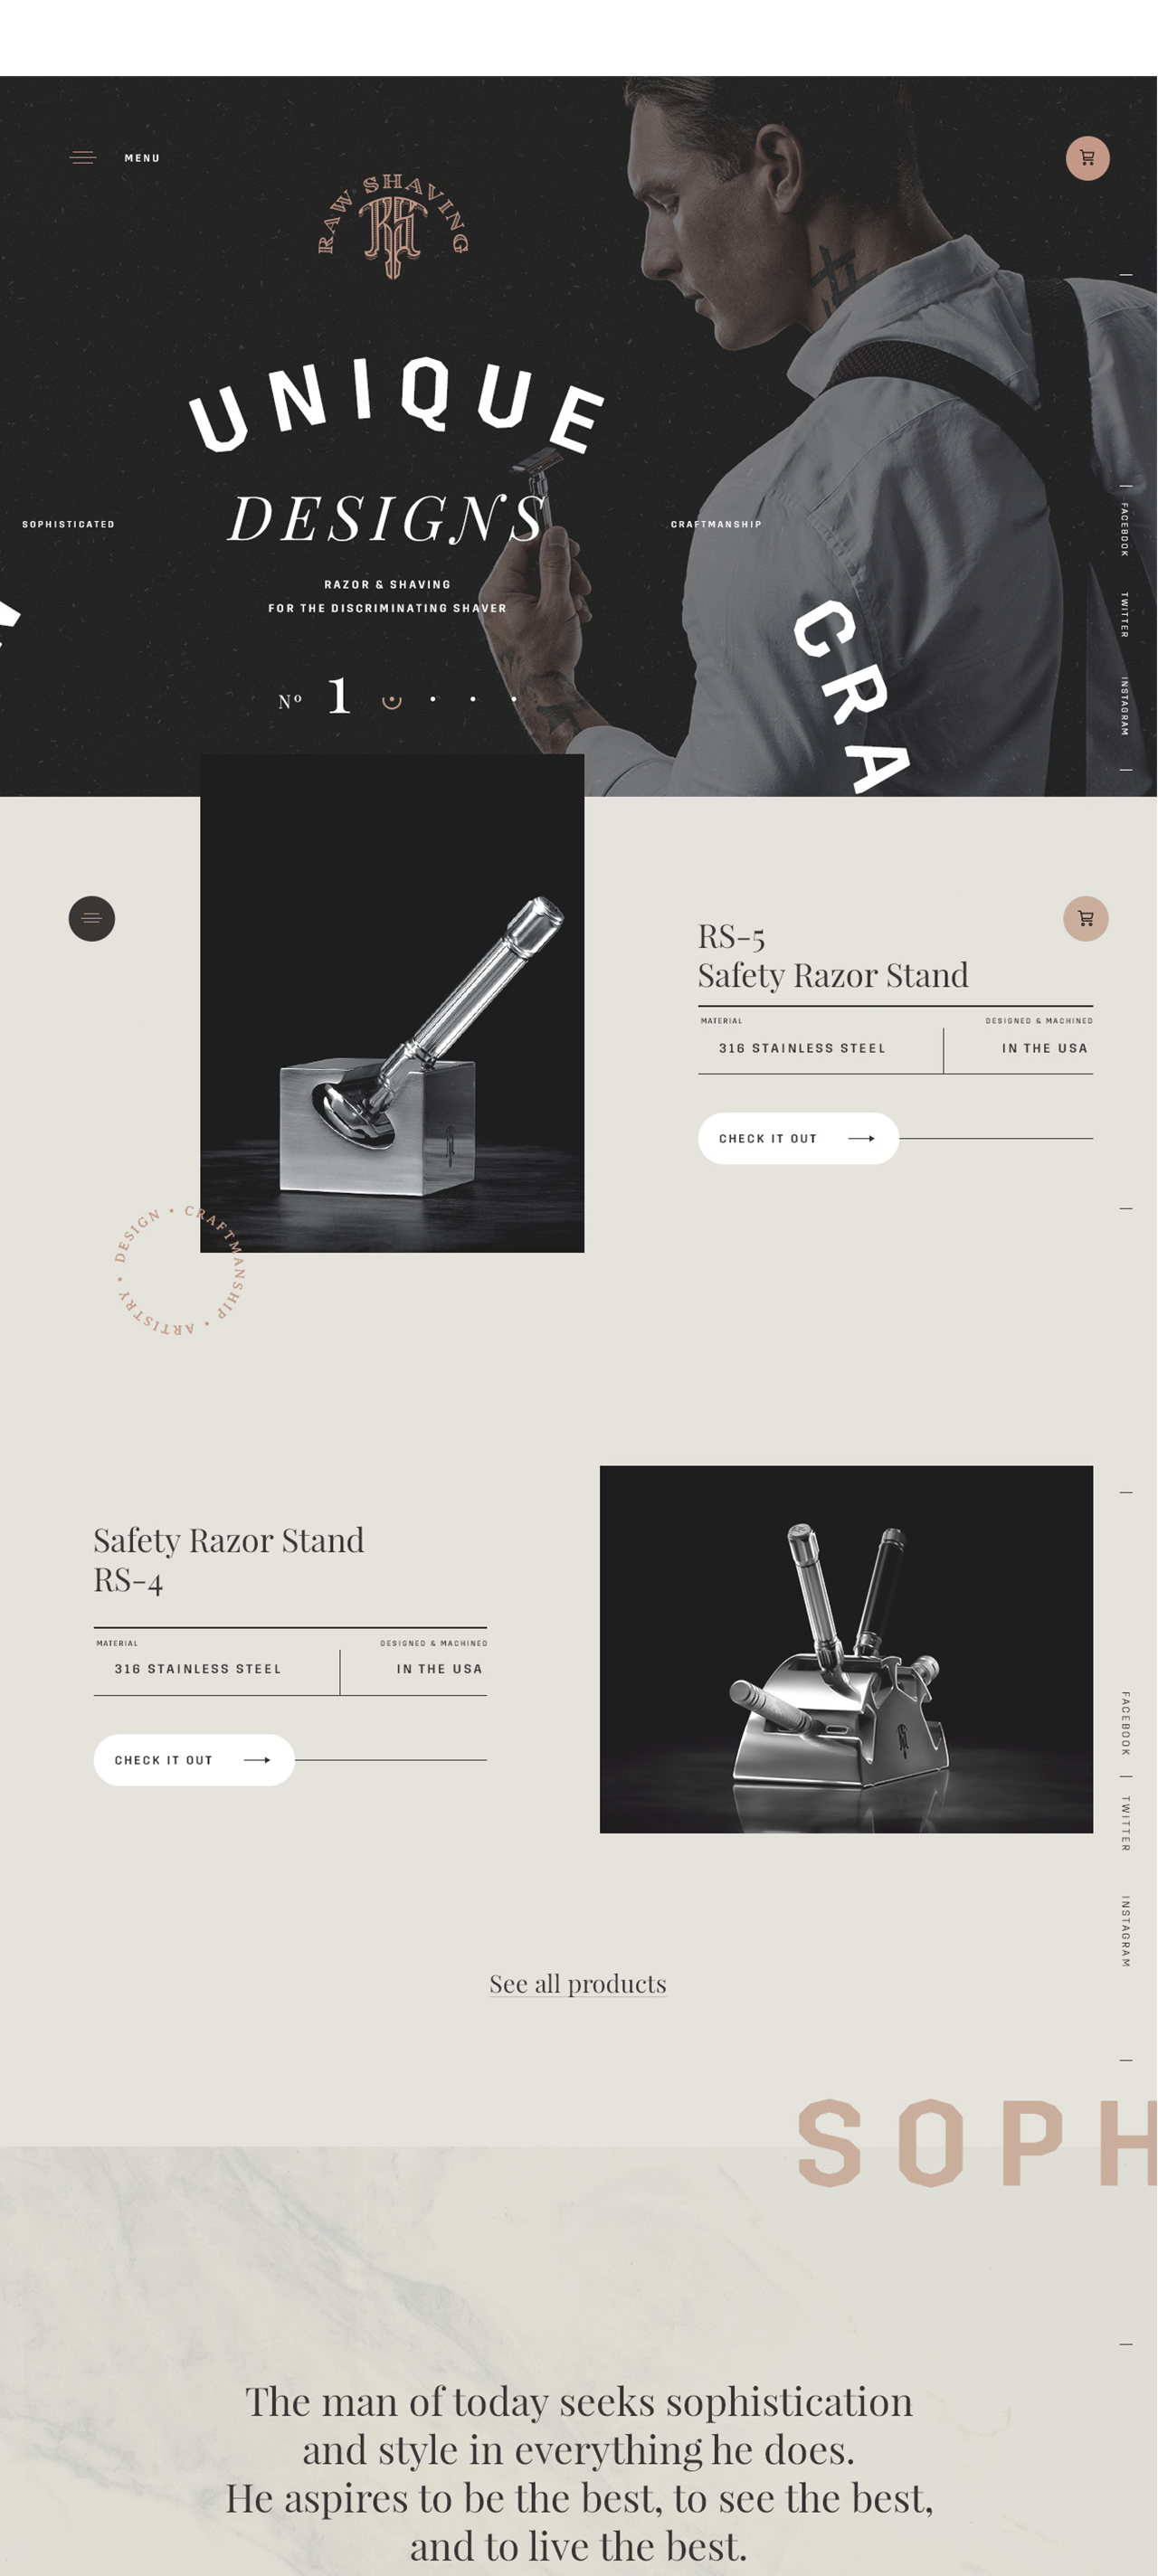 MENU
RAW SHAVING
RS
UNIQUE
DESIGNS
SOPHISTICATED
CRAFTMANSHIP
RAZOR & SHAVING
FOR THE DISCRIMINATING SHAVER
Nº 1
CRA
FACEBOOK
TWITTER
INSTAGRAM
RS-5
Safety Razor Stand
MATERIAL
DESIGNED & MACHINED
316 STAINLESS STEEL
IN THE USA
CHECK IT OUT
DESIGN • CRAFTMANSHIP • ARTISTRY •
Safety Razor Stand
RS-4
MATERIAL
DESIGNED & MACHINED
316 STAINLESS STEEL
IN THE USA
CHECK IT OUT
FACEBOOK
TWITTER
INSTAGRAM
See all products
SOPH
The man of today seeks sophistication
and style in everything he does.
He aspires to be the best, to see the best,
and to live the best.